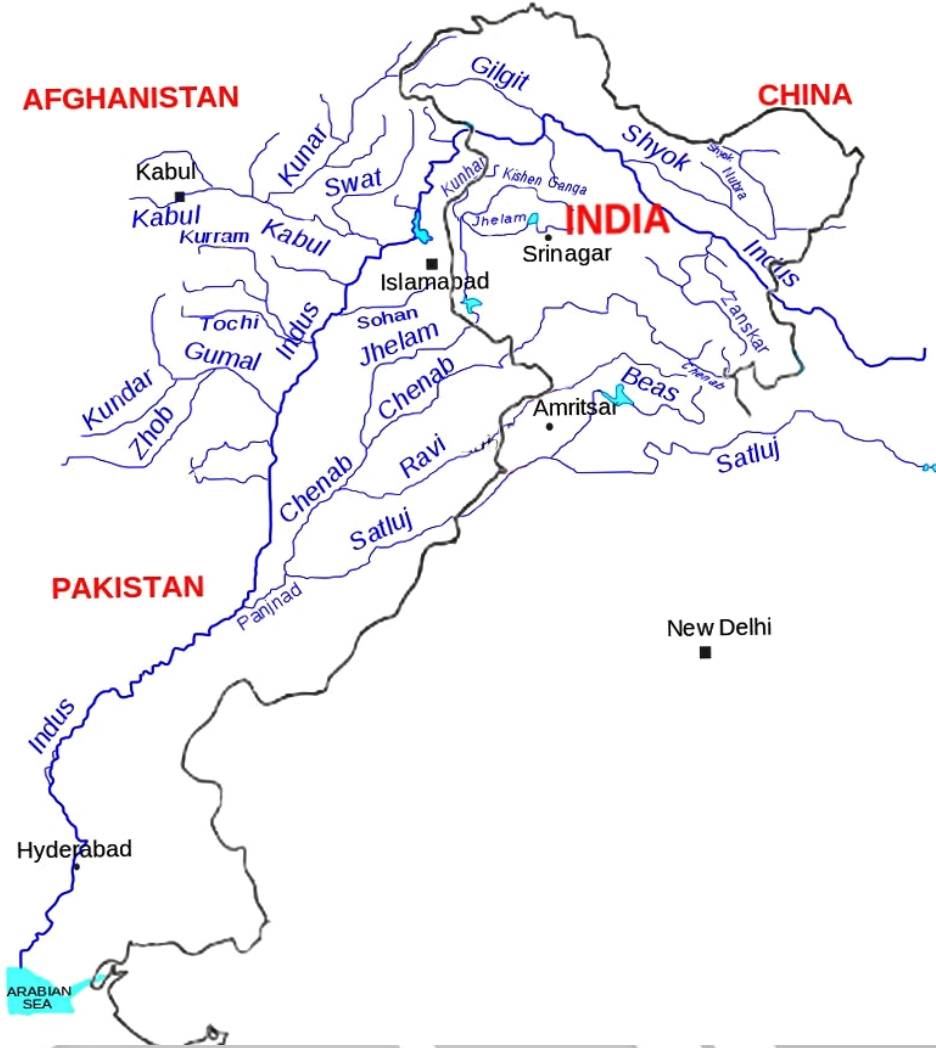 Gilgit
AFGHANISTAN
CHINA
Kunar
Shyok
Shyok
Nubra
Kabul
Swat
Kunhar
Kishen Ganga
Kabul
Jhelam
INDIA
Kurram
Kabul
Srinagar
Indus
Islamabad
Zanskar
Tochi
Indus
Sohan
Jhelam
Gumal
Chenab
Chenab
Kundar
Beas
Zhob
Amritsar
Ravi
Ravi
Satluj
Chenab
Satluj
PAKISTAN
Panjnad
New Delhi
Indus
Hyderabad
ARABIAN
SEA